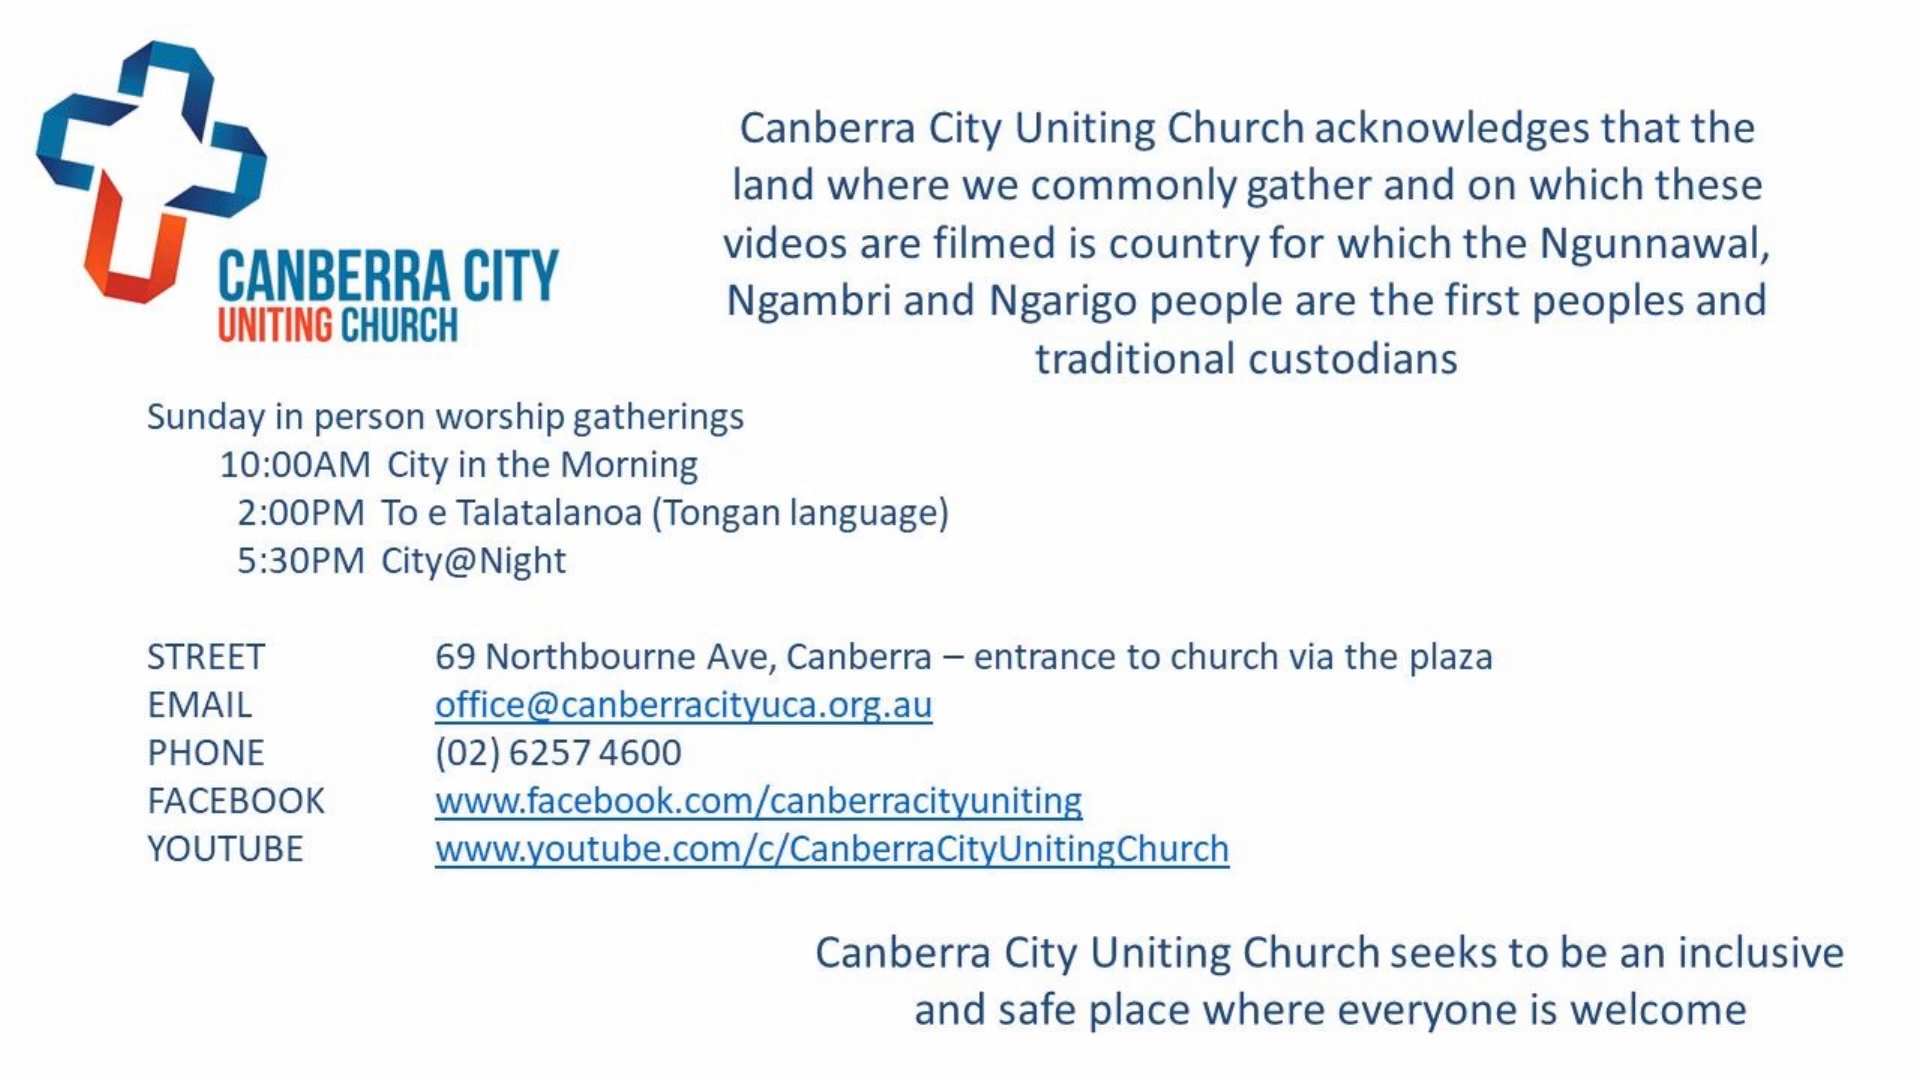 CANBERRA CITY
UNITING CHURCH
Canberra City Uniting Church acknowledges that the
land where we commonly gather and on which these
videos are filmed is country for which the Ngunnawal,
Ngambri and Ngarigo people are the first peoples and
traditional custodians
Sunday in person worship gatherings
10:00AM City in the Morning
2:00PM To e Talatalanoa (Tongan language)
5:30PM City@Night
STREET 69 Northbourne Ave, Canberra – entrance to church via the plaza
EMAIL office@canberracityuca.org.au
PHONE (02) 6257 4600
FACEBOOK www.facebook.com/canberracityuniting
YOUTUBE www.youtube.com/c/CanberraCityUnitingChurch
Canberra City Uniting Church seeks to be an inclusive
and safe place where everyone is welcome